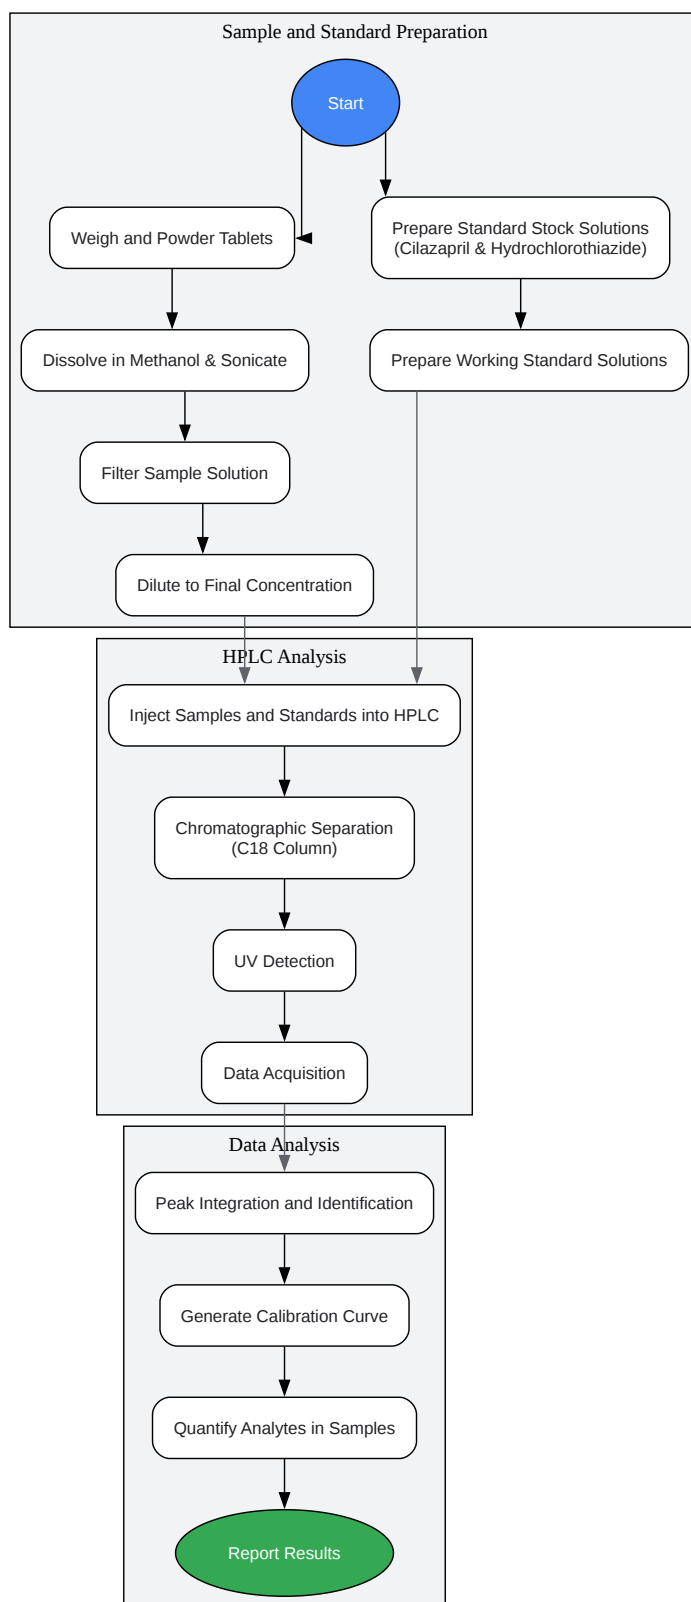 Sample and Standard Preparation
Start
Weigh and Powder Tablets
Prepare Standard Stock Solutions
(Cilazapril & Hydrochlorothiazide)
Dissolve in Methanol & Sonicate
Prepare Working Standard Solutions
Filter Sample Solution
Dilute to Final Concentration
HPLC Analysis
Inject Samples and Standards into HPLC
Chromatographic Separation
(C18 Column)
UV Detection
Data Acquisition
Data Analysis
Peak Integration and Identification
Generate Calibration Curve
Quantify Analytes in Samples
Report Results